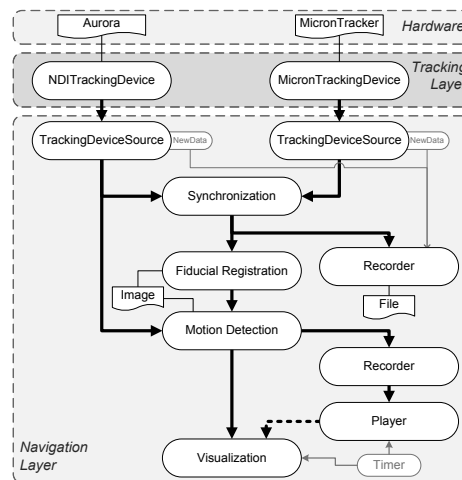 Aurora
MicronTracker
Hardware
NDITrackingDevice
MicronTrackingDevice
Tracking
Layer
TrackingDeviceSource
NewData
TrackingDeviceSource
NewData
Synchronization
Fiducial Registration
Recorder
Image
File
Motion Detection
Recorder
Player
Navigation
Layer
Visualization
Timer